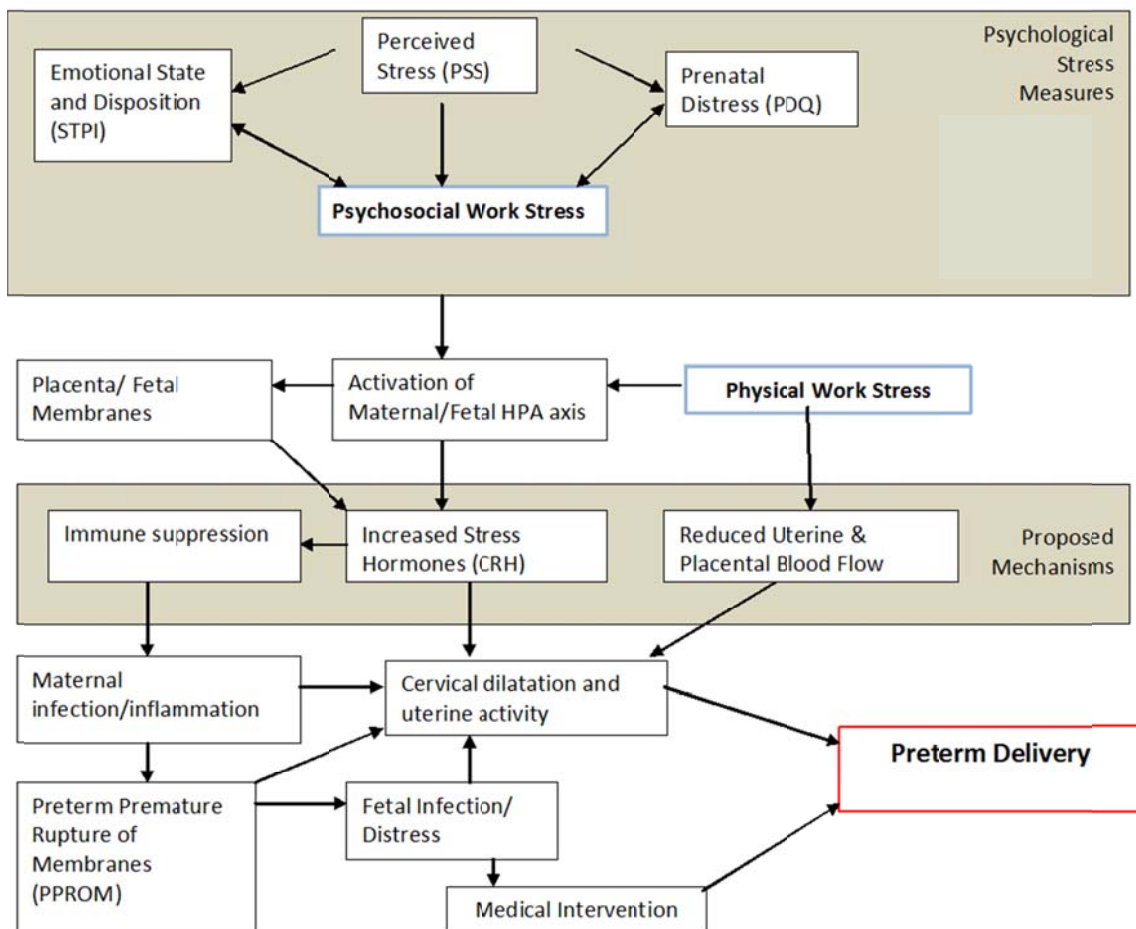 Perceived
Stress (PSS)
Psychological
Stress
Measures
Emotional State
and Disposition
(STPI)
Prenatal
Distress (PDQ)
Psychosocial Work Stress
Placenta/ Fetal
Membranes
Activation of
Maternal/Fetal HPA axis
Physical Work Stress
Immune suppression
Increased Stress
Hormones (CRH)
Reduced Uterine &
Placental Blood Flow
Proposed
Mechanisms
Maternal
infection/inflammation
Cervical dilatation and
uterine activity
Preterm Delivery
Preterm Premature
Rupture of
Membranes
(PPROM)
Fetal Infection/
Distress
Medical Intervention